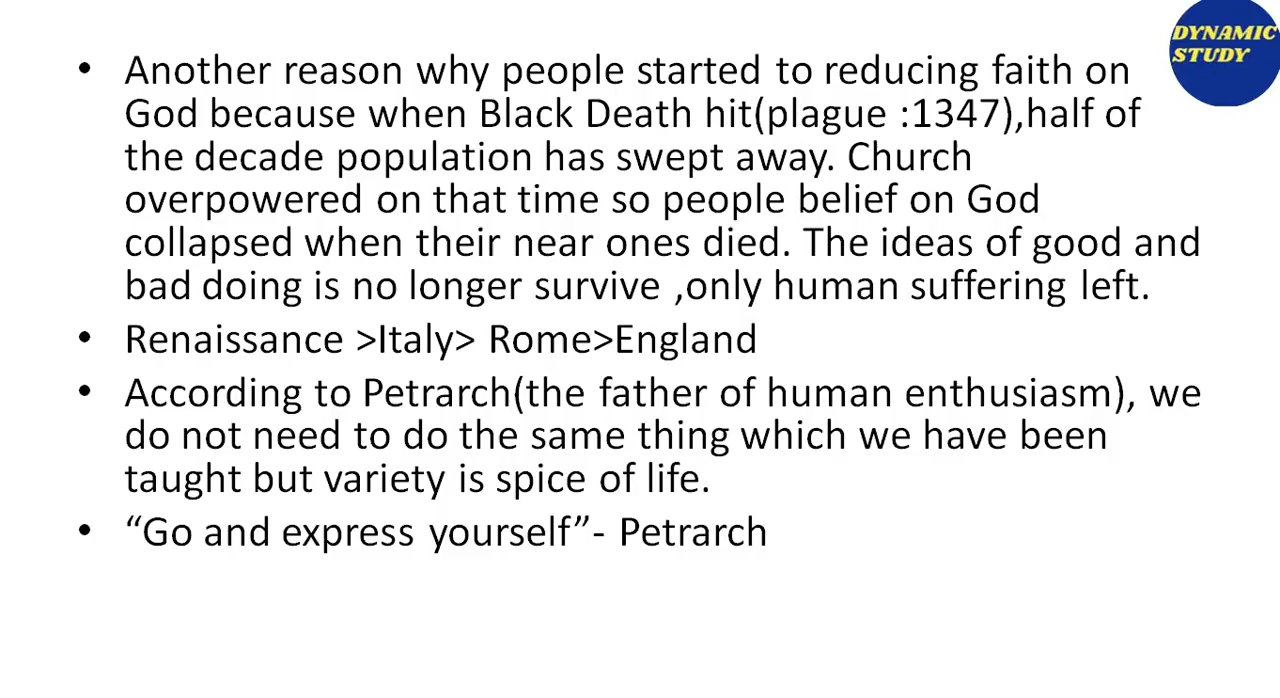 DYNAMIC
STUDY
• Another reason why people started to reducing faith on
God because when Black Death hit(plague :1347),half of
the decade population has swept away. Church
overpowered on that time so people belief on God
collapsed when their near ones died. The ideas of good and
bad doing is no longer survive ,only human suffering left.
• Renaissance >Italy> Rome>England
• According to Petrarch(the father of human enthusiasm), we
do not need to do the same thing which we have been
taught but variety is spice of life.
• “Go and express yourself”- Petrarch